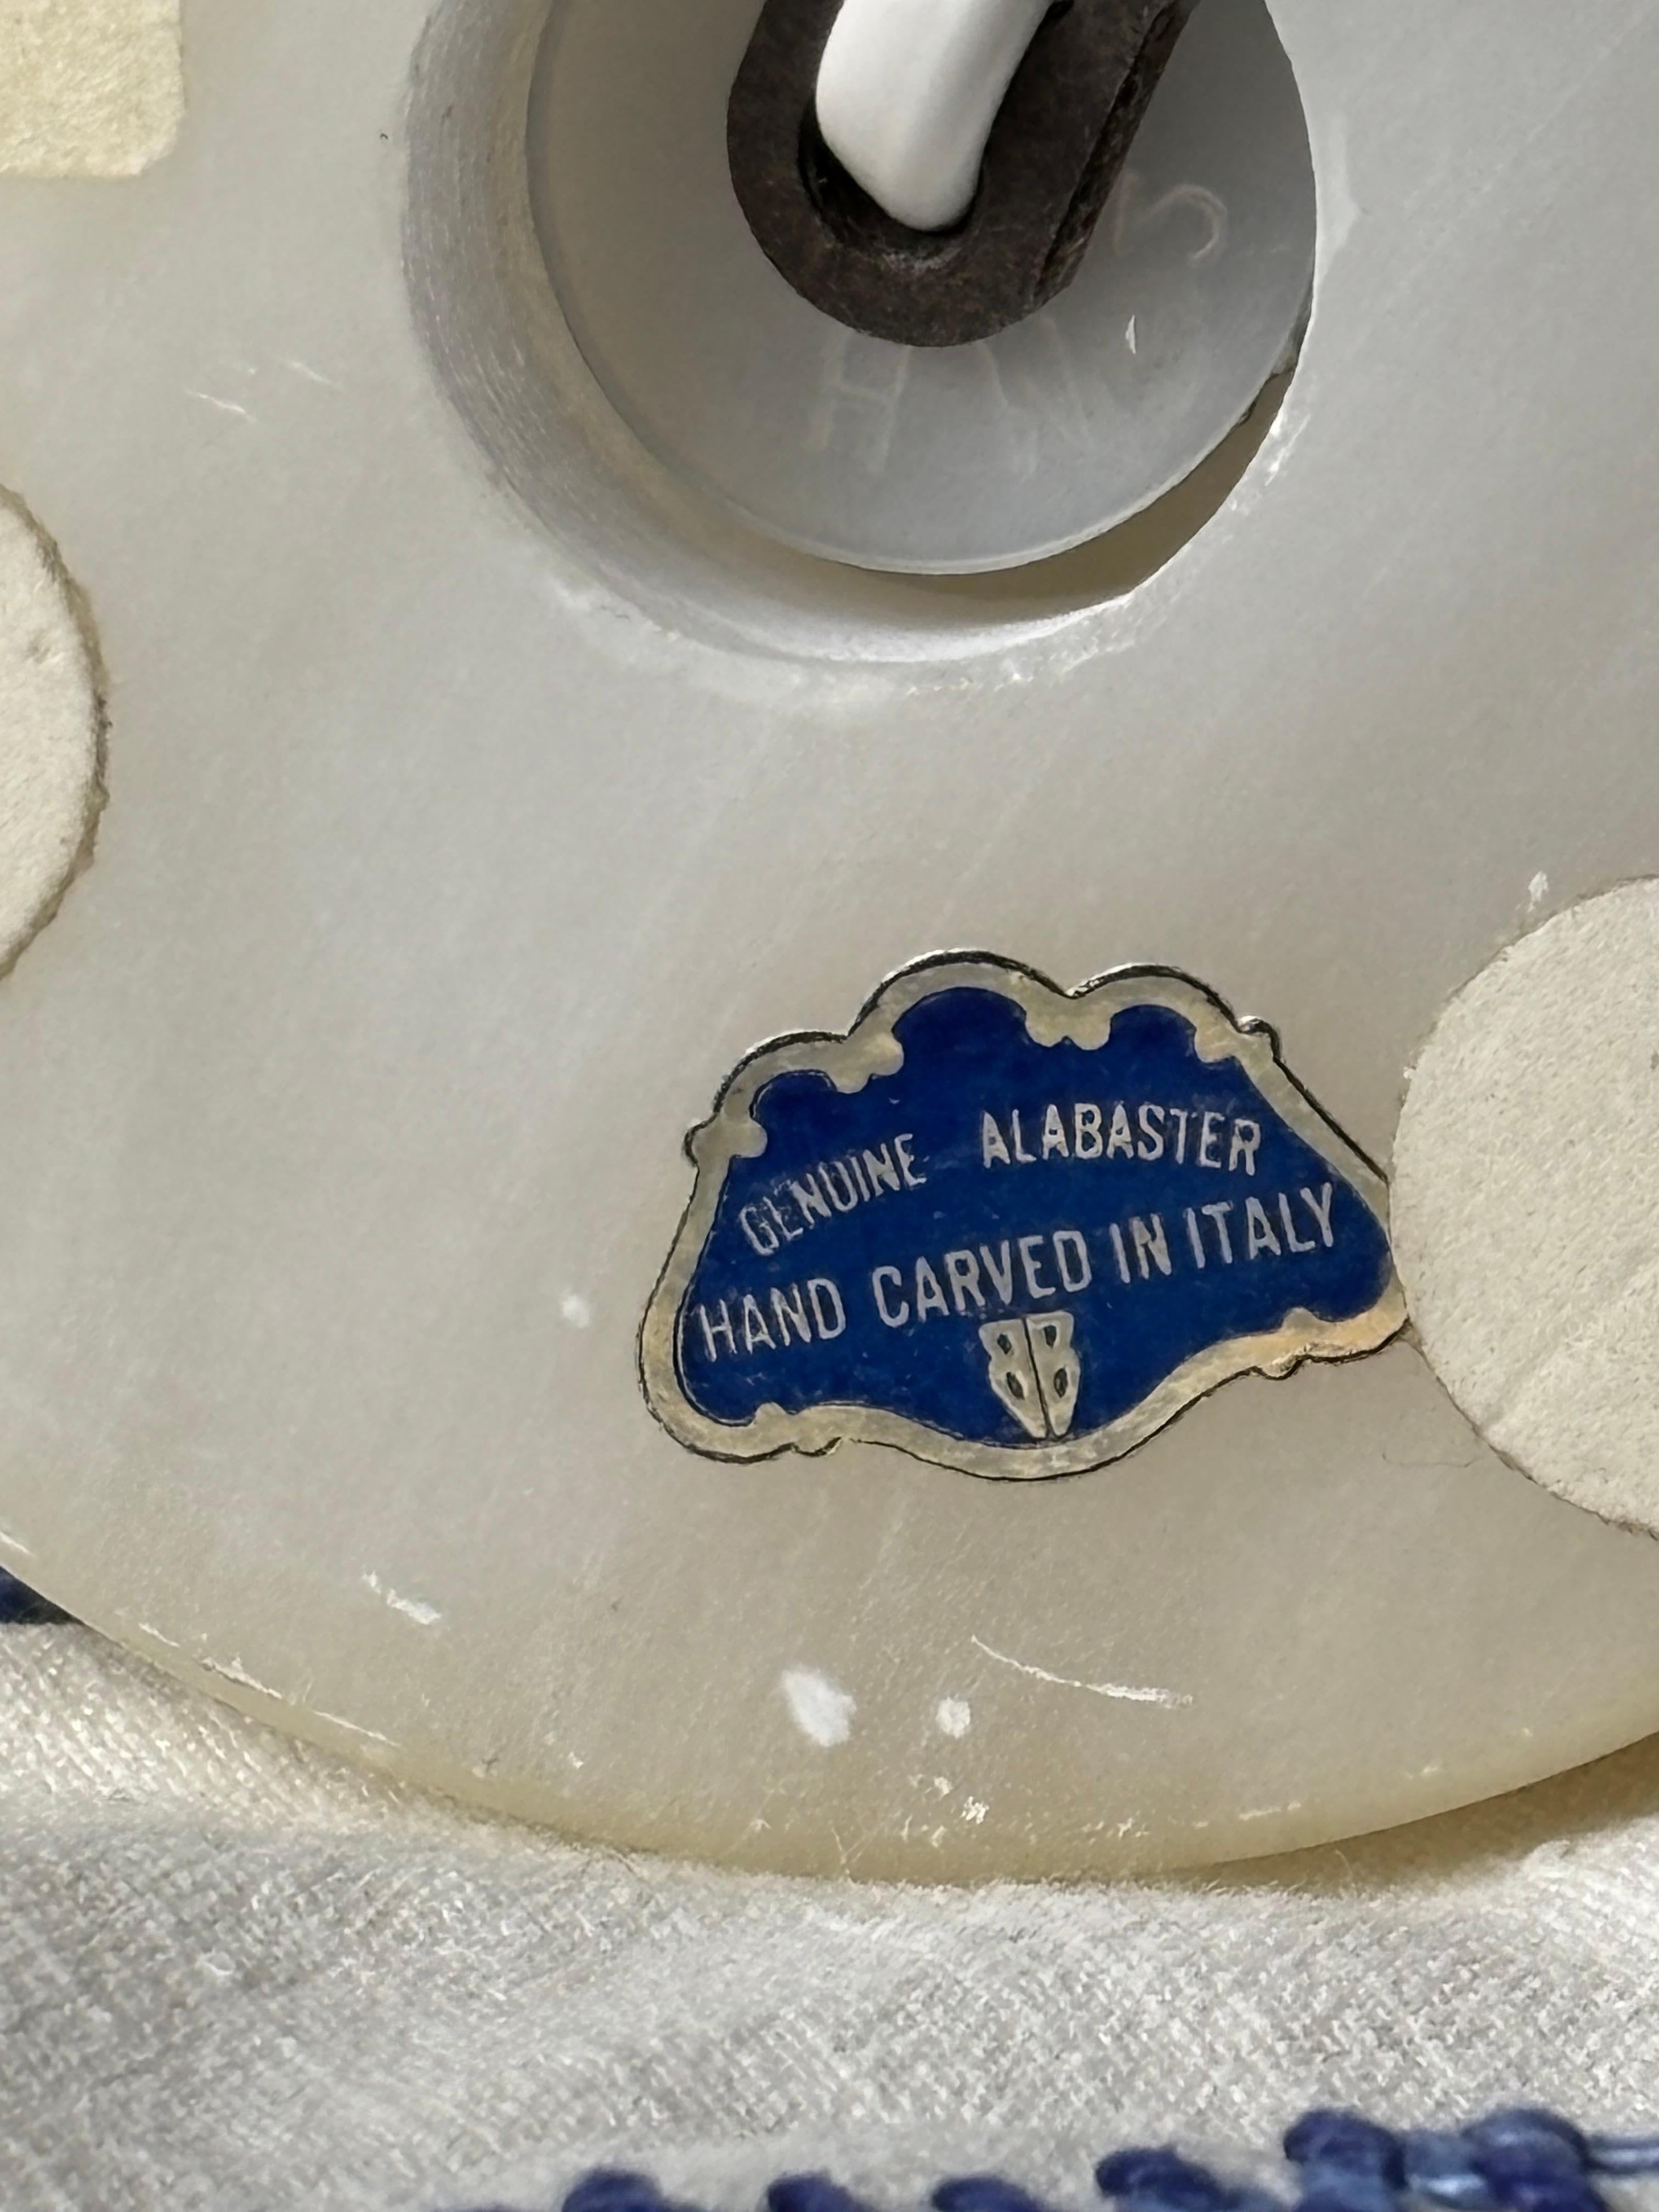 GENUINE ALABASTER
HAND CARVED IN ITALY
BB